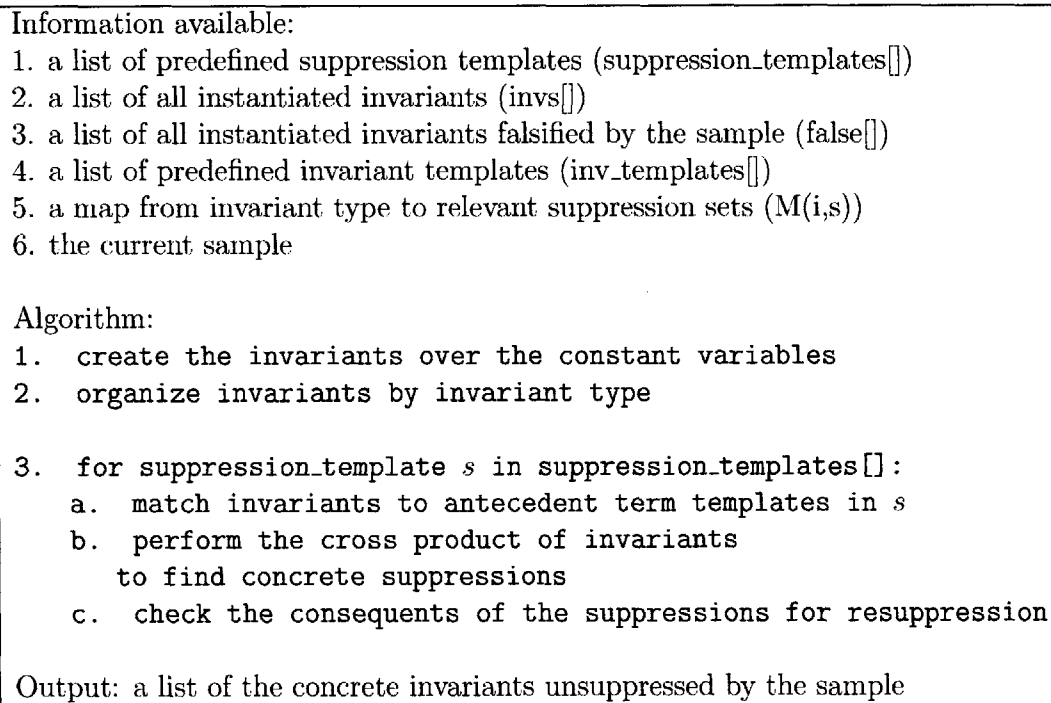 Information available:
1. a list of predefined suppression templates (suppression_templates[])
2. a list of all instantiated invariants (invs[])
3. a list of all instantiated invariants falsified by the sample (false[])
4. a list of predefined invariant templates (inv_templates[])
5. a map from invariant type to relevant suppression sets (M(i,s))
6. the current sample
Algorithm:
1. create the invariants over the constant variables
2. organize invariants by invariant type
3. for suppression_template s in suppression_templates[]:
a. match invariants to antecedent term templates in s
b. perform the cross product of invariants
to find concrete suppressions
c. check the consequents of the suppressions for resuppression
Output: a list of the concrete invariants unsuppressed by the sample